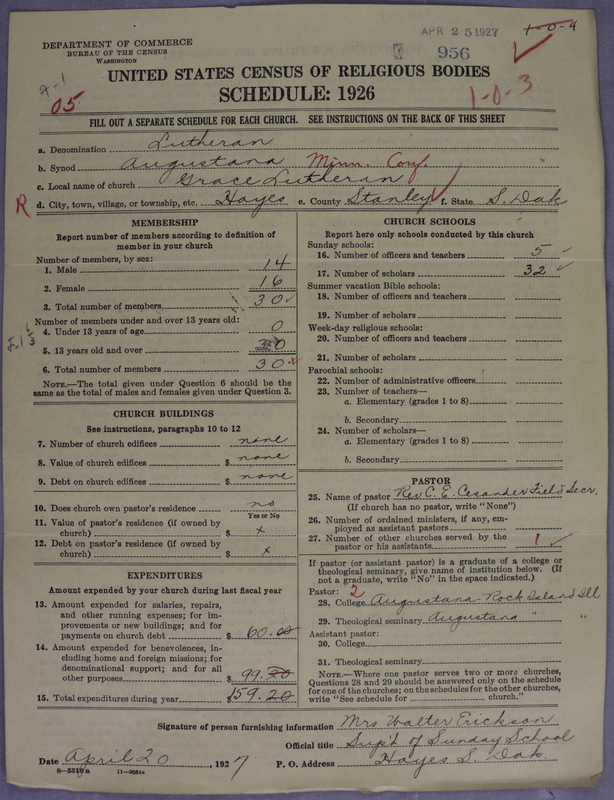 APR 25 1927
1-0-4
956
DEPARTMENT OF COMMERCE
BUREAU OF THE CENSUS
WASHINGTON
UNITED STATES CENSUS OF RELIGIOUS BODIES
SCHEDULE: 1926
05
1-0-3
FILL OUT A SEPARATE SCHEDULE FOR EACH CHURCH. SEE INSTRUCTIONS ON THE BACK OF THIS SHEET
a. Denomination Lutheran
b. Synod Augustana Minn. Conf.
c. Local name of church Grace Lutheran
R d. City, town, village, or township, etc. Hayes e. County Stanley f. State S. Dak
MEMBERSHIP
Report number of members according to definition of
member in your church
Number of members, by sex:
1. Male 14
2. Female 16
3. Total number of members 30
Number of members under and over 13 years old:
4. Under 13 years of age 0
5. 13 years old and over 30
6. Total number of members 30
NOTE.—The total given under Question 6 should be the
same as the total of males and females given under Question 3.
CHURCH BUILDINGS
See instructions, paragraphs 10 to 12
7. Number of church edifices none
8. Value of church edifices $ none
9. Debt on church edifices $ none
10. Does church own pastor's residence no
Yes or No
11. Value of pastor's residence (if owned by
church) $ x
12. Debt on pastor's residence (if owned by
church) $ x
EXPENDITURES
Amount expended by your church during last fiscal year
13. Amount expended for salaries, repairs,
and other running expenses; for im-
provements or new buildings; and for
payments on church debt $ 60.00
14. Amount expended for benevolences, in-
cluding home and foreign missions; for
denominational support; and for all
other purposes $ 99.20
15. Total expenditures during year $ 159.20
CHURCH SCHOOLS
Report here only schools conducted by this church
Sunday schools:
16. Number of officers and teachers 5
17. Number of scholars 32
Summer vacation Bible schools:
18. Number of officers and teachers
19. Number of scholars
Week-day religious schools:
20. Number of officers and teachers
21. Number of scholars
Parochial schools:
22. Number of administrative officers
23. Number of teachers—
a. Elementary (grades 1 to 8)
b. Secondary
24. Number of scholars—
a. Elementary (grades 1 to 8)
b. Secondary
PASTOR
25. Name of pastor Rev C. E. Cesander Field Secr.
(If church has no pastor, write "None")
26. Number of ordained ministers, if any, em-
ployed as assistant pastors
27. Number of other churches served by the
pastor or his assistants 1
If pastor (or assistant pastor) is a graduate of a college or
theological seminary, give name of institution below. (If
not a graduate, write "No" in the space indicated.)
Pastor: 2
28. College Augustana Rock Island Ill
29. Theological seminary Augustana " "
Assistant pastor:
30. College
31. Theological seminary
NOTE.—Where one pastor serves two or more churches,
Questions 28 and 29 should be answered only on the schedule
for one of the churches; on the schedules for the other churches,
write "See schedule for church."
Signature of person furnishing information Mrs Walter Erickson
Official title Sup't of Sunday School
Date April 20, 1927 P. O. Address Hayes S. Dak